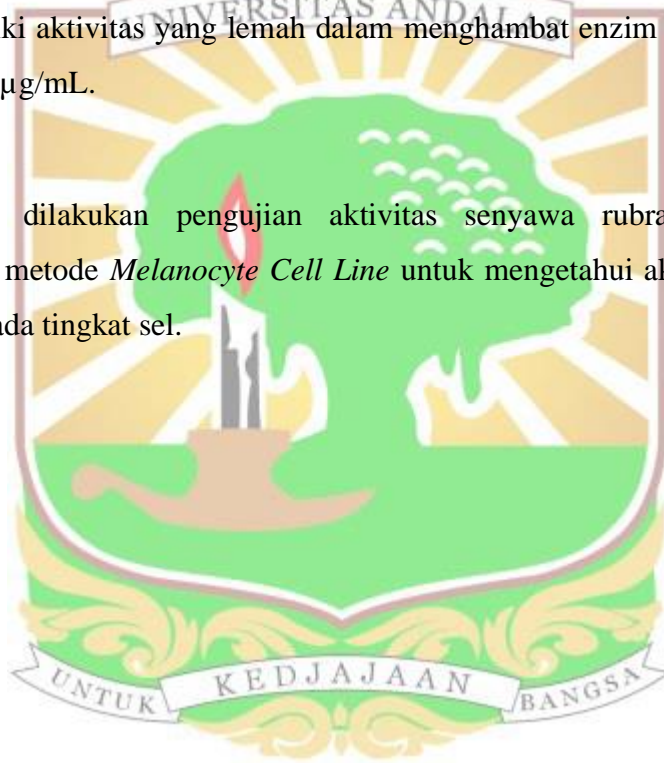 UNIVERSITAS ANDALAS
ki aktivitas yang lemah dalam menghambat enzim
µg/mL.
dilakukan pengujian aktivitas senyawa rubra
metode Melanocyte Cell Line untuk mengetahui ak
ada tingkat sel.
UNTUK KEDJAJAAN BANGSA